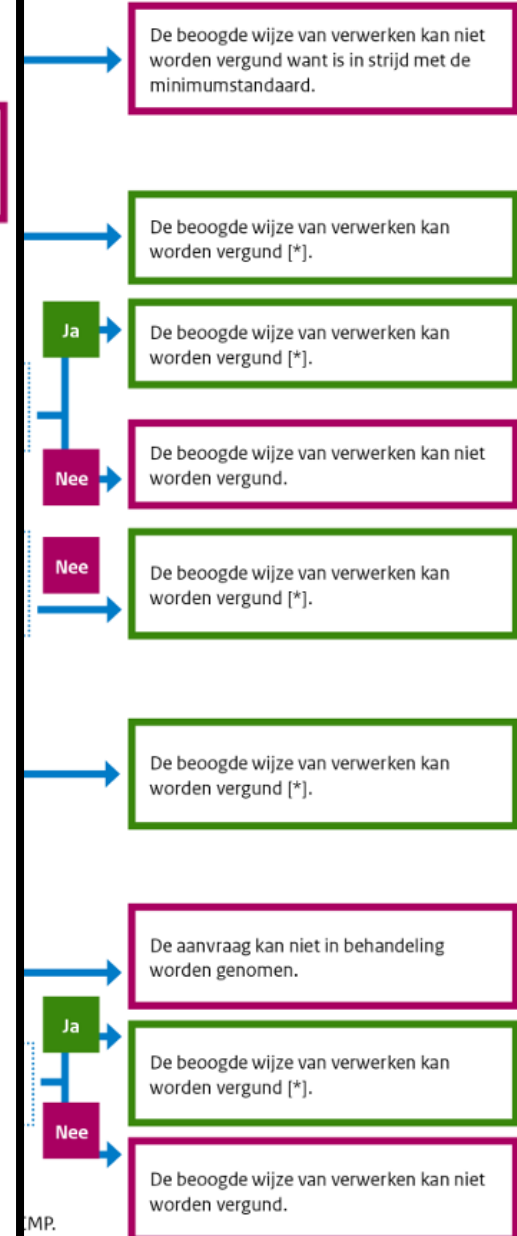 De beoogde wijze van verwerken kan niet
worden vergund want is in strijd met de
minimumstandaard.
De beoogde wijze van verwerken kan
worden vergund [*].
Ja
De beoogde wijze van verwerken kan
worden vergund [*].
Nee
De beoogde wijze van verwerken kan niet
worden vergund.
Nee
De beoogde wijze van verwerken kan
worden vergund [*].
De beoogde wijze van verwerken kan
worden vergund [*].
De aanvraag kan niet in behandeling
worden genomen.
Ja
De beoogde wijze van verwerken kan
worden vergund [*].
Nee
De beoogde wijze van verwerken kan niet
worden vergund.